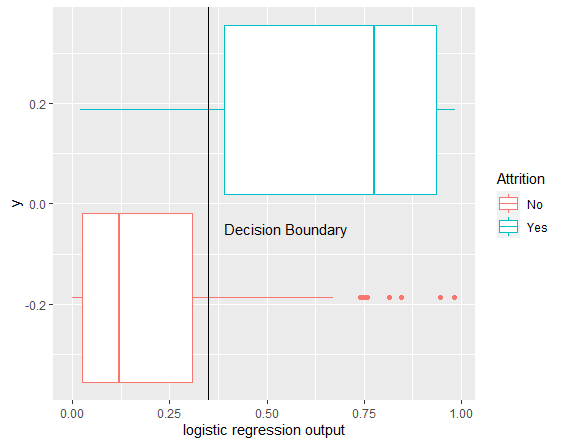 0.2
0.0
-0.2
y
Decision Boundary
0.00 0.25 0.50 0.75 1.00
logistic regression output
Attrition
No
Yes